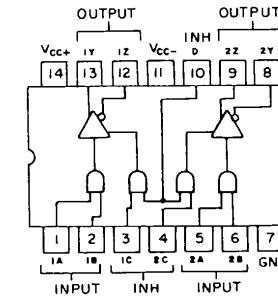 OUTPUT OUTPUT
INH
VCC+ 1Y 1Z VCC- D 2Z 2Y
14 13 12 11 10 9 8
1 2 3 4 5 6 7
1A 1B 1C 2C 2A 2B GN
INPUT INH INPUT